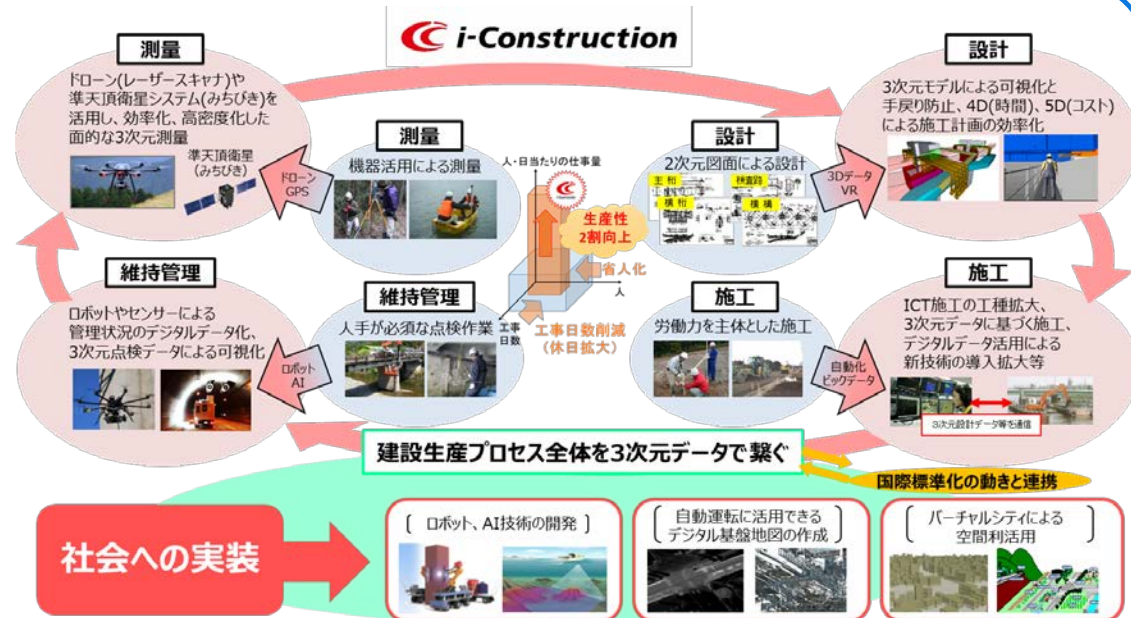 i-Construction
測量
ドローン(レーザースキャナ)や
準天頂衛星システム(みちびき)を
活用し、効率化、高密度化した
面的な3次元測量
準天頂衛星
(みちびき)
ドローン
GPS
測量
機器活用による測量
人・日当たりの仕事量
生産性
2割向上
省人化
人
工事
日数
工事日数削減
(休日拡大)
設計
2次元図面による設計
主桁
検査路
横桁
横構
3Dデータ
VR
設計
3次元モデルによる可視化と
手戻り防止、4D(時間)、5D(コスト)
による施工計画の効率化
維持管理
ロボットやセンサーによる
管理状況のデジタルデータ化、
3次元点検データによる可視化
ロボット
AI
維持管理
人手が必須な点検作業
施工
労働力を主体とした施工
自動化
ビックデータ
施工
ICT施工の工種拡大、
3次元データに基づく施工、
デジタルデータ活用による
新技術の導入拡大等
3次元設計データ等を通信
建設生産プロセス全体を3次元データで繋ぐ
国際標準化の動きと連携
社会への実装
[ ロボット、AI技術の開発 ]
自動運転に活用できる
デジタル基盤地図の作成
バーチャルシティによる
空間利活用